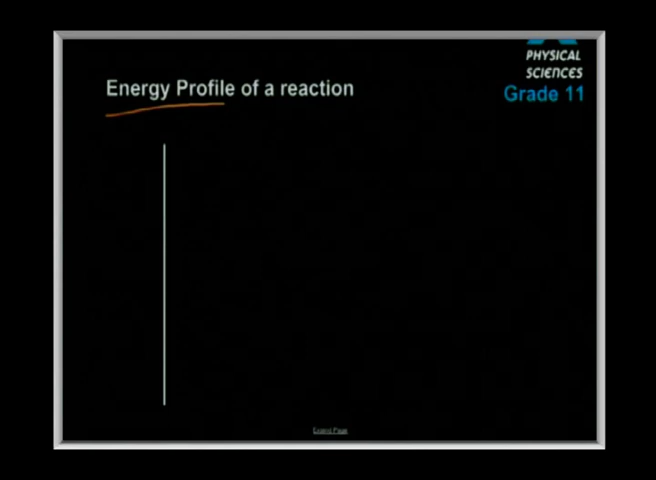 PHYSICAL
SCIENCES
Energy Profile of a reaction
Grade 11